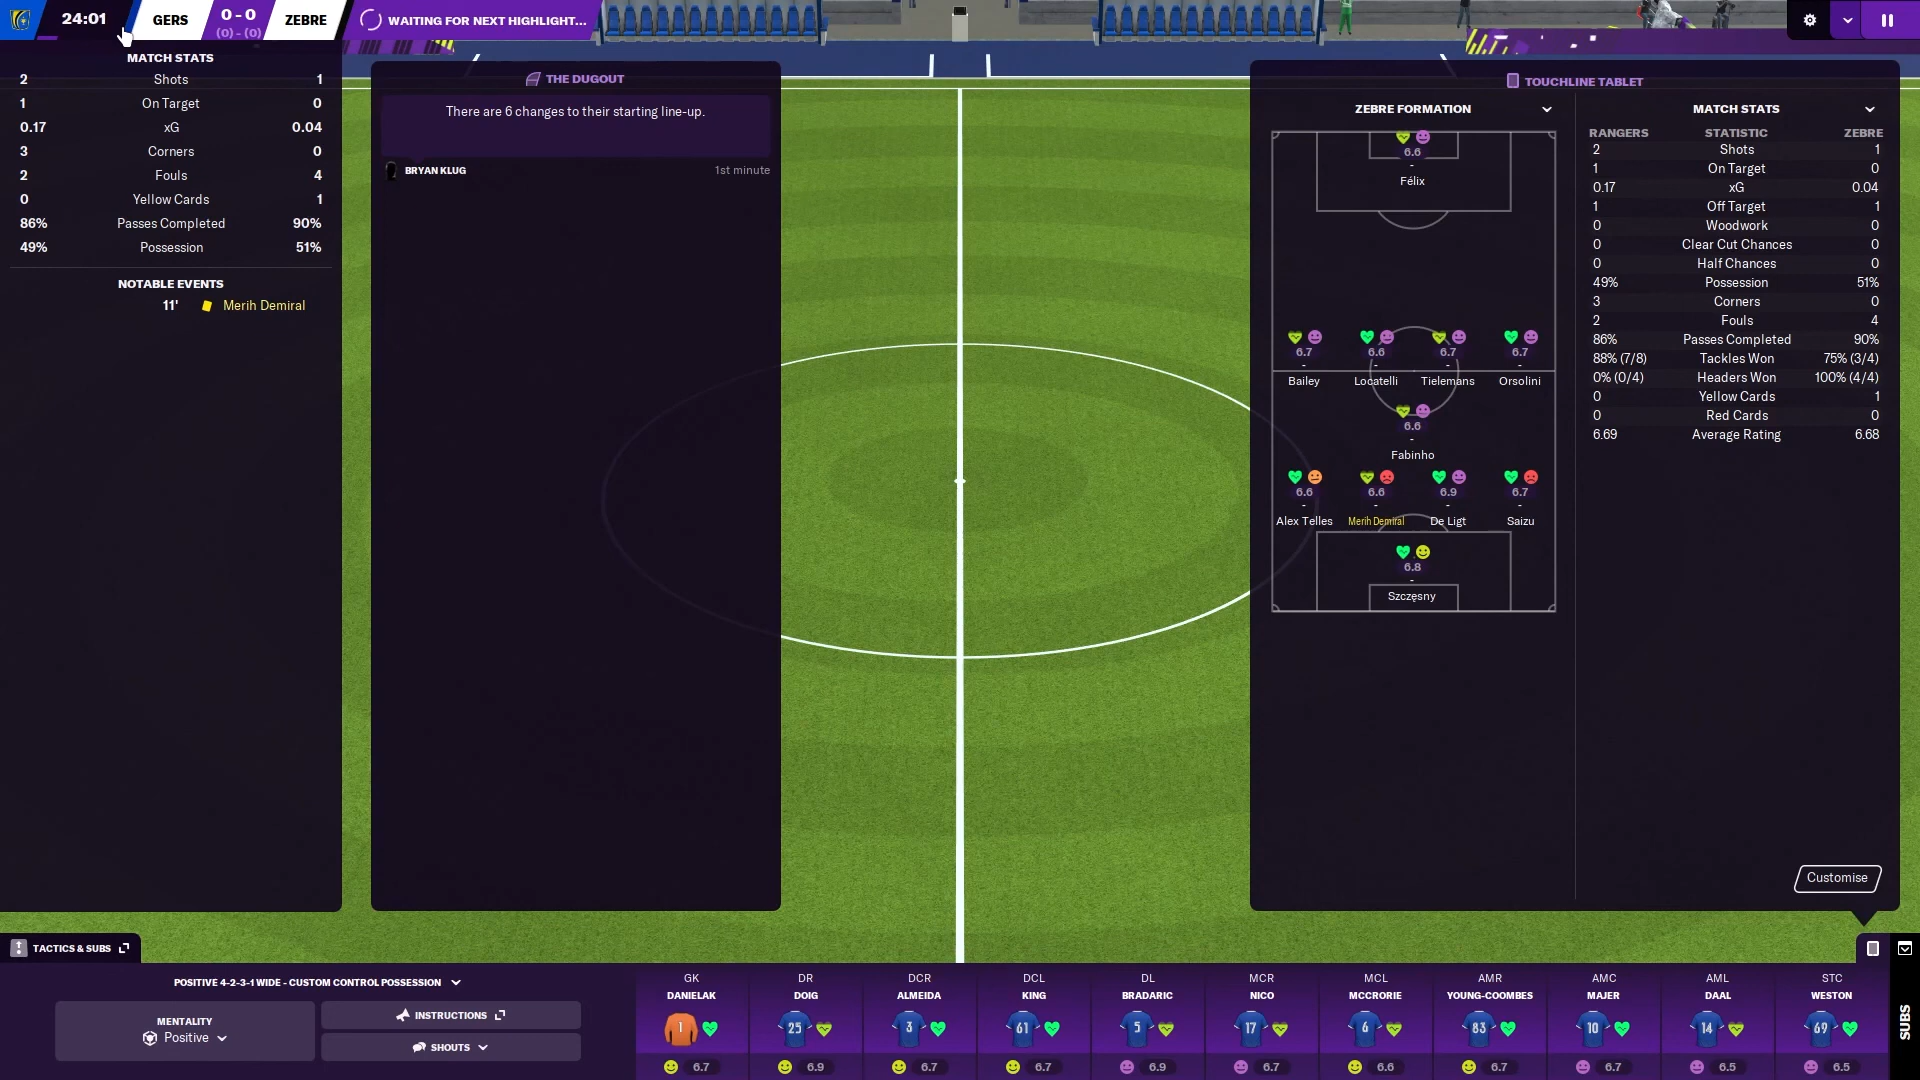 24:01 GERS 0 - 0 ZEBRE WAITING FOR NEXT HIGHLIGHT...
(0) - (0)
MATCH STATS
2 Shots 1
1 On Target 0
0.17 xG 0.04
3 Corners 0
2 Fouls 4
0 Yellow Cards 1
86% Passes Completed 90%
49% Possession 51%
NOTABLE EVENTS
11' Merih Demiral
THE DUGOUT
There are 6 changes to their starting line-up.
BRYAN KLUG 1st minute
TOUCHLINE TABLET
ZEBRE FORMATION
6.6
-
Félix
6.7 6.6 6.7 6.7
- - - -
Bailey Locatelli Tielemans Orsolini
6.6
-
Fabinho
6.6 6.6 6.9 6.7
- - - -
Alex Telles Merih Demiral De Ligt Saizu
6.8
-
Szczęsny
MATCH STATS
RANGERS STATISTIC ZEBRE
2 Shots 1
1 On Target 0
0.17 xG 0.04
1 Off Target 1
0 Woodwork 0
0 Clear Cut Chances 0
0 Half Chances 0
49% Possession 51%
3 Corners 0
2 Fouls 4
86% Passes Completed 90%
88% (7/8) Tackles Won 75% (3/4)
0% (0/4) Headers Won 100% (4/4)
0 Yellow Cards 1
0 Red Cards 0
6.69 Average Rating 6.68
Customise
TACTICS & SUBS
POSITIVE 4-2-3-1 WIDE - CUSTOM CONTROL POSSESSION
MENTALITY
Positive
INSTRUCTIONS
SHOUTS
GK DR DCR DCL DL MCR MCL AMR AMC AML STC
DANIELAK DOIG ALMEIDA KING BRADARIC NICO MCCRORIE YOUNG-COOMBES MAJER DAAL WESTON
1 25 3 61 5 17 6 83 10 14 69
6.7 6.9 6.7 6.7 6.9 6.7 6.6 6.7 6.7 6.5 6.5
SUBS